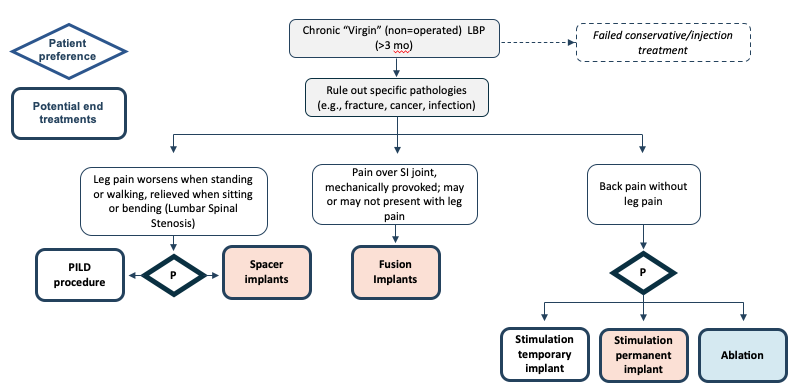 Patient
preference
Potential end
treatments
Chronic “Virgin” (non=operated) LBP
(>3 mo)
Failed conservative/injection
treatment
Rule out specific pathologies
(e.g., fracture, cancer, infection)
Leg pain worsens when standing
or walking, relieved when sitting
or bending (Lumbar Spinal
Stenosis)
Pain over SI joint,
mechanically provoked; may
or may not present with leg
pain
Back pain without
leg pain
PILD
procedure
P
Spacer
implants
Fusion
Implants
P
Stimulation
temporary
implant
Stimulation
permanent
implant
Ablation